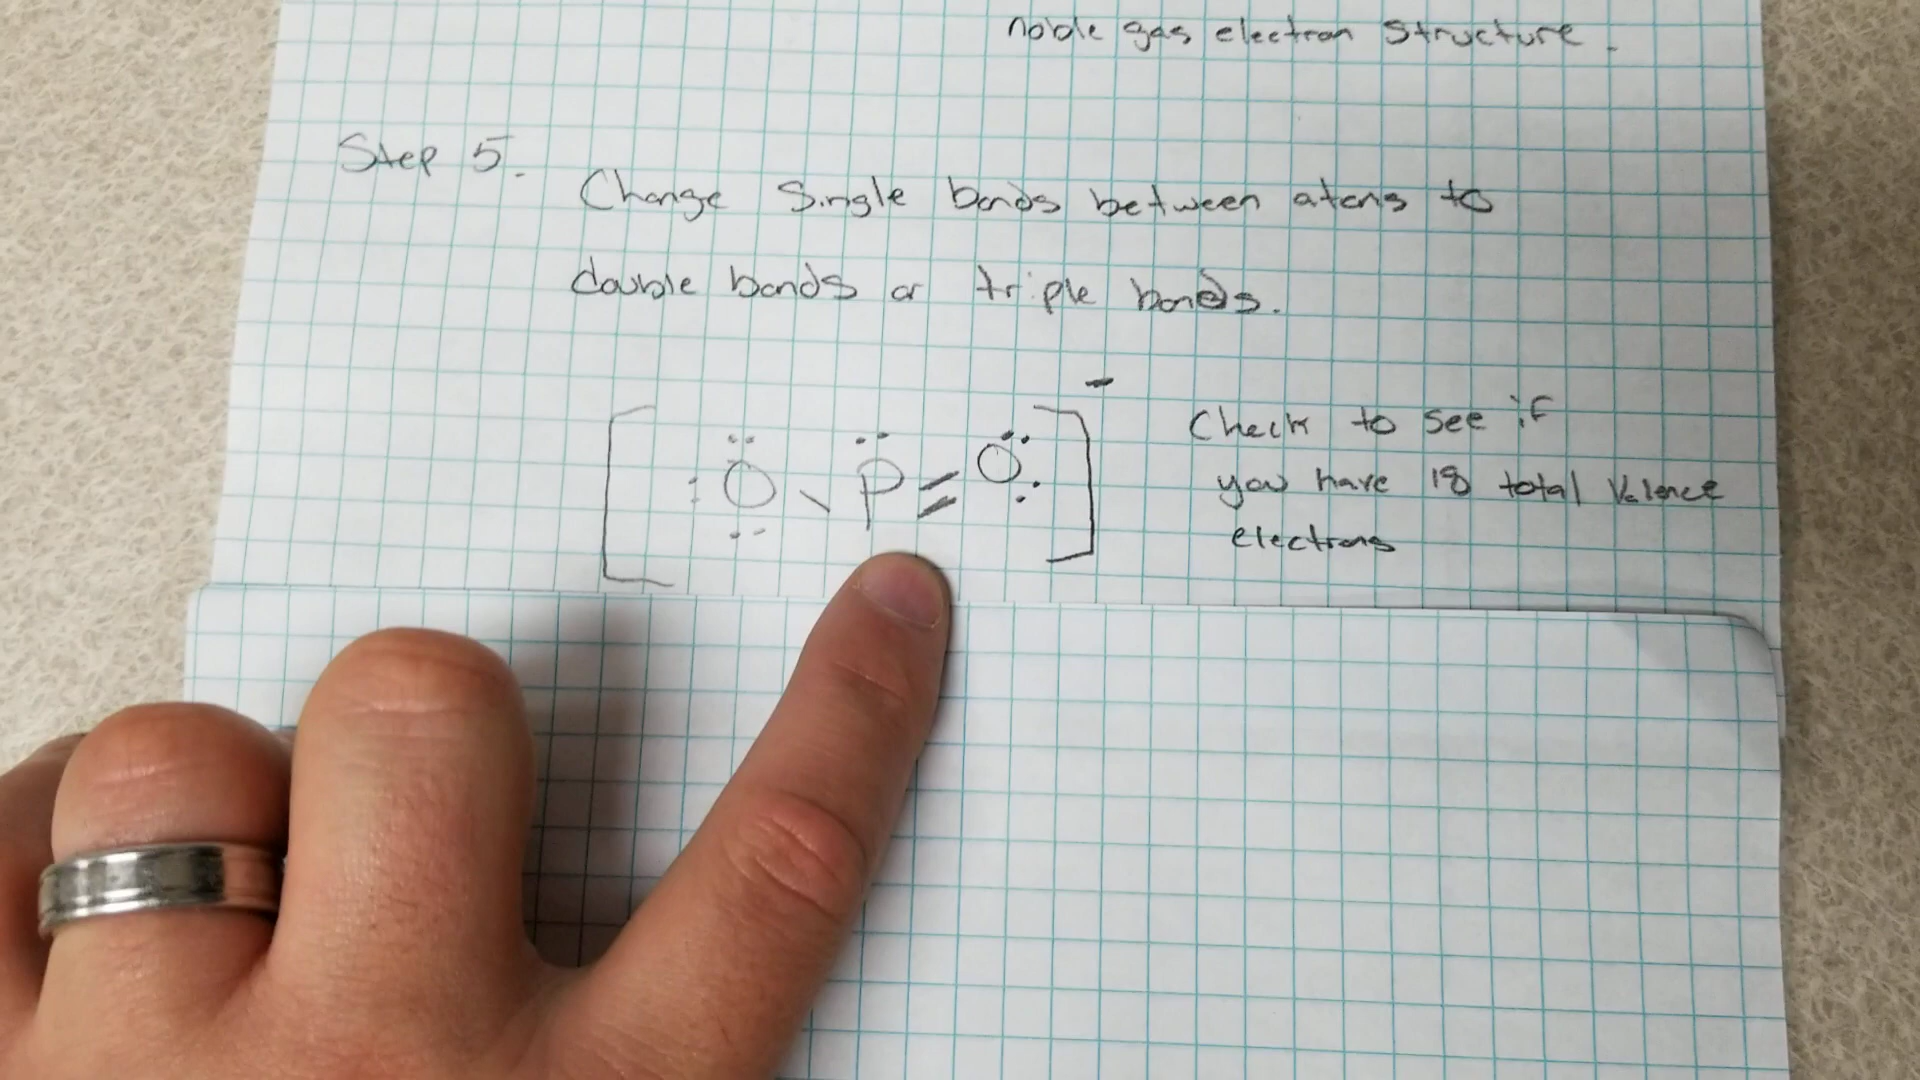 noble gas electron structure.
Step 5.
Change single bonds between atoms to
double bonds or triple bonds.
[:Ö-P̈=Ö:]⁻
Check to see if
you have 18 total valence
electrons